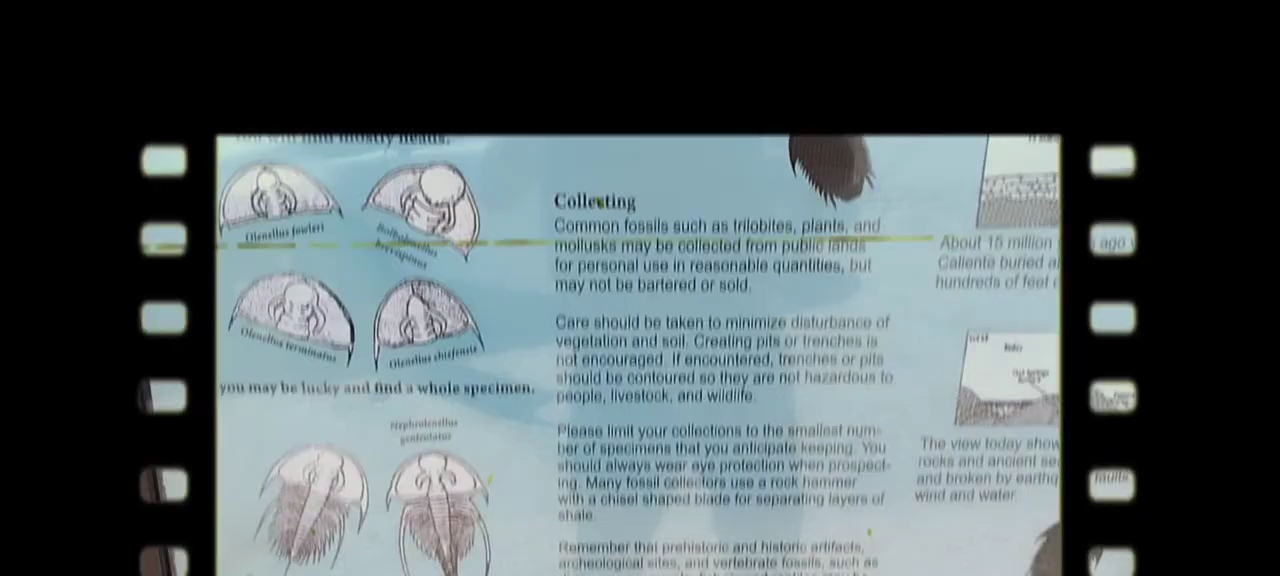 You will find mostly heads.
Olenellus fowleri
Bolbolenellus
brevispinus
Olenellus terminatus
Olenellus chiefensis
you may be lucky and find a whole specimen.
Nephrolenellus
geniculatus
Collecting
Common fossils such as trilobites, plants, and
mollusks may be collected from public lands
for personal use in reasonable quantities, but
may not be bartered or sold.
Care should be taken to minimize disturbance of
vegetation and soil. Creating pits or trenches is
not encouraged. If encountered, trenches or pits
should be contoured so they are not hazardous to
people, livestock, and wildlife.
Please limit your collections to the smallest num-
ber of specimens that you anticipate keeping. You
should always wear eye protection when prospect-
ing. Many fossil collectors use a rock hammer
with a chisel shaped blade for separating layers of
shale.
Remember that prehistoric and historic artifacts,
archeological sites, and vertebrate fossils, such as
About 15 million
ago
Caliente buried a
hundreds of feet
The view today show
rocks and ancient se
and broken by earthq
faults
wind and water.